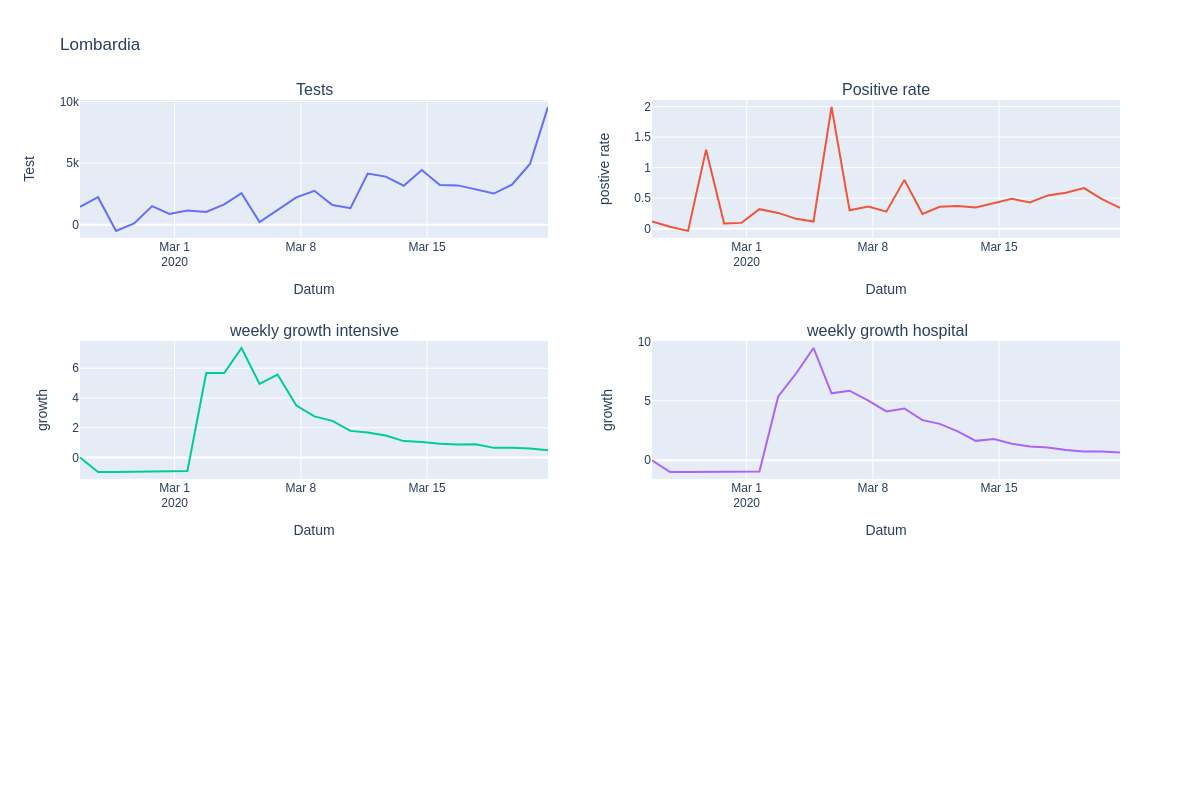 Lombardia
Tests
Test
10k
5k
0
Mar 1
2020
Mar 8
Mar 15
Datum
Positive rate
postive rate
2
1.5
1
0.5
0
Mar 1
2020
Mar 8
Mar 15
Datum
weekly growth intensive
growth
6
4
2
0
Mar 1
2020
Mar 8
Mar 15
Datum
weekly growth hospital
growth
10
5
0
Mar 1
2020
Mar 8
Mar 15
Datum